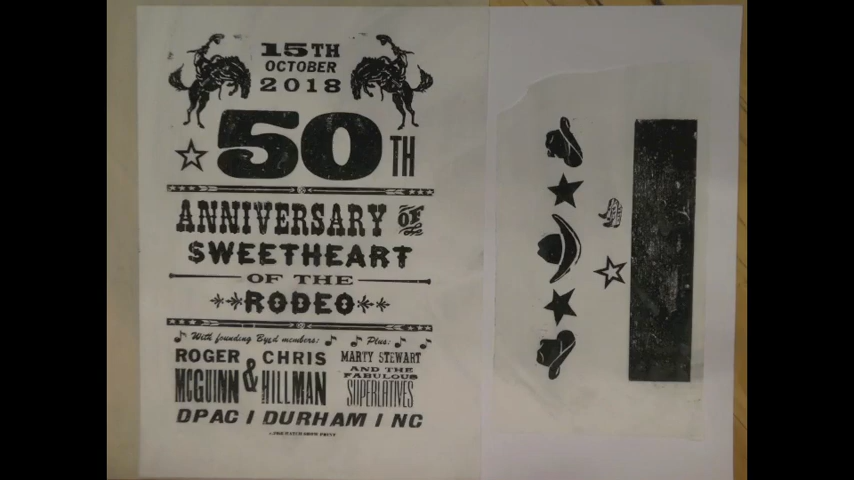 15TH
OCTOBER
2018
50TH
ANNIVERSARY OF
SWEETHEART
OF THE
RODEO
With founding Byrd members:
ROGER McGUINN & CHRIS HILLMAN
Plus:
MARTY STEWART
AND THE
FABULOUS
SUPERLATIVES
DPAC | DURHAM | NC